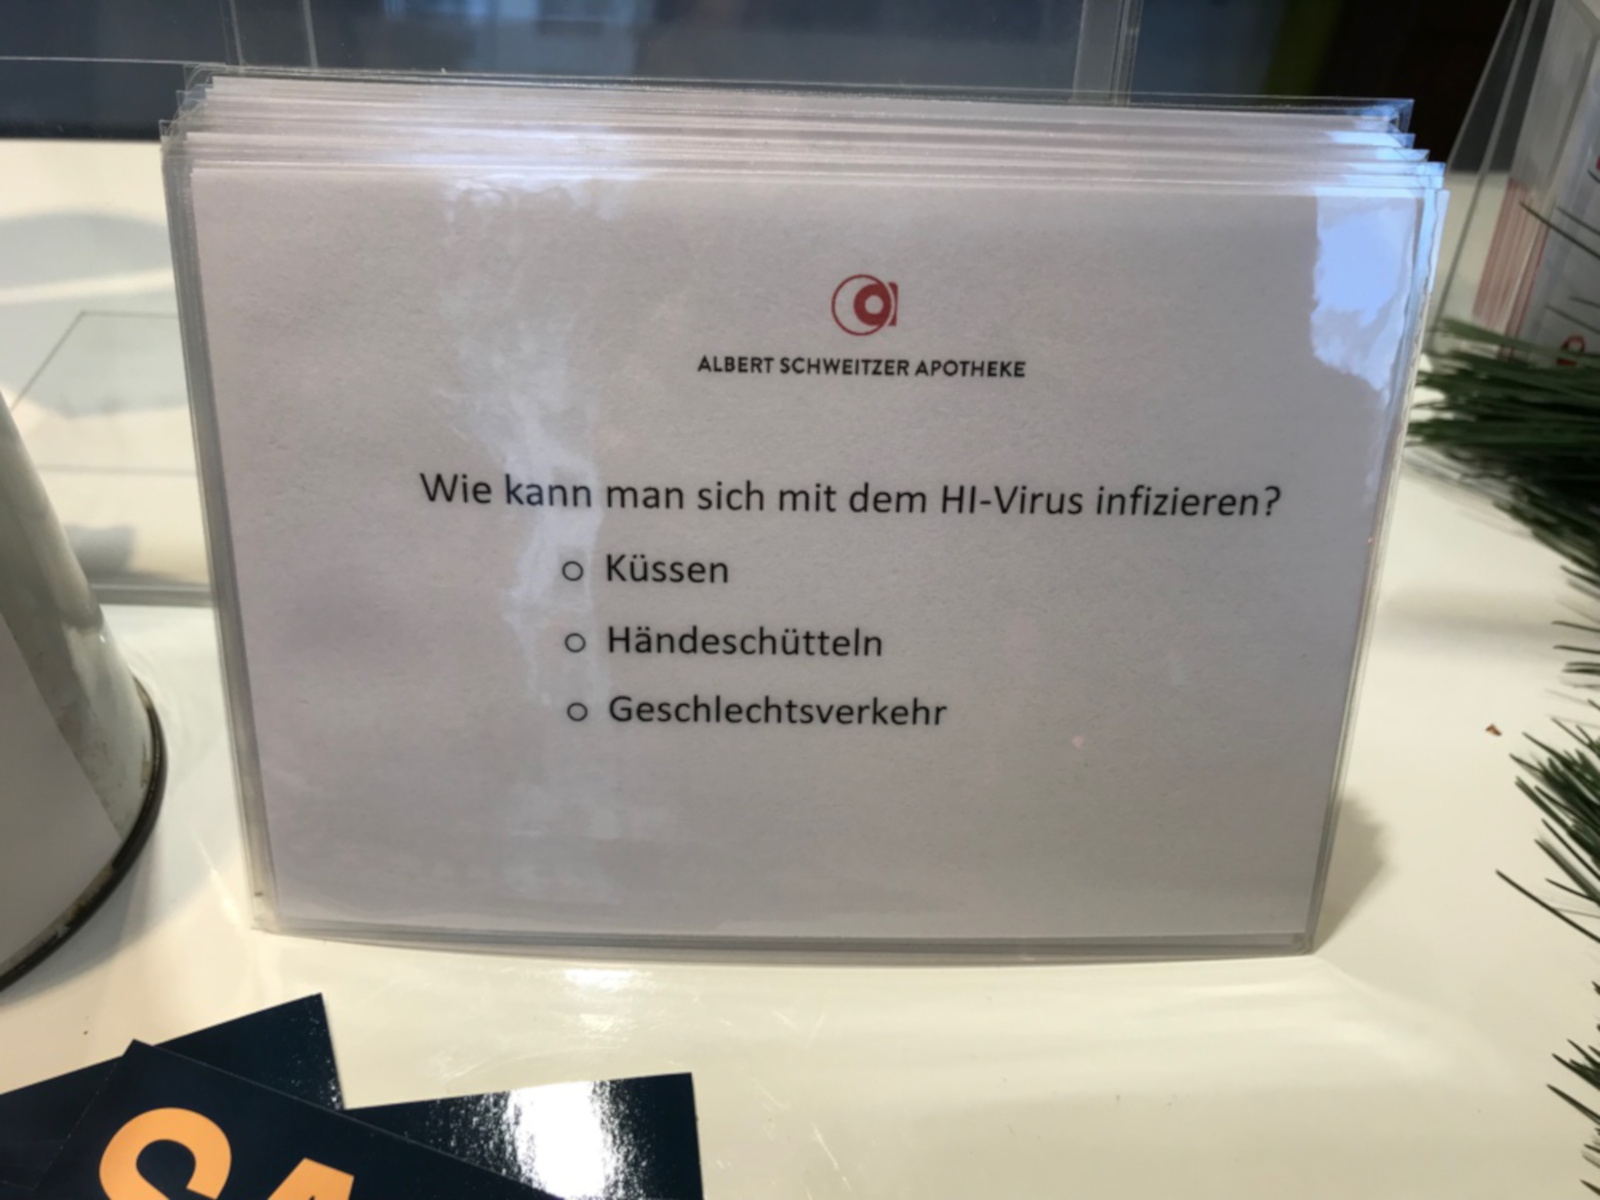 ALBERT SCHWEITZER APOTHEKE
Wie kann man sich mit dem HI-Virus infizieren?
o Küssen
o Händeschütteln
o Geschlechtsverkehr